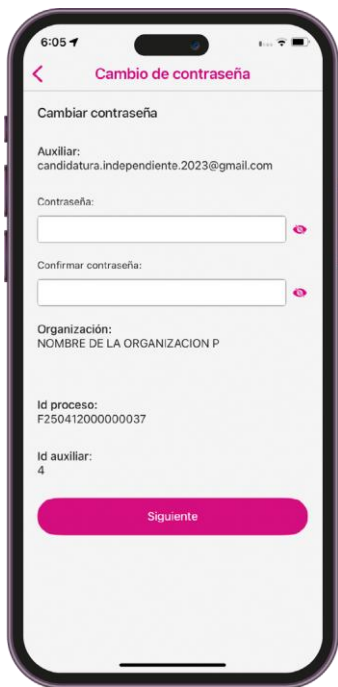 6:05
Cambio de contraseña
Cambiar contraseña
Auxiliar:
candidatura.independiente.2023@gmail.com
Contraseña:
Confirmar contraseña:
Organización:
NOMBRE DE LA ORGANIZACION P
Id proceso:
F250412000000037
Id auxiliar:
4
Siguiente